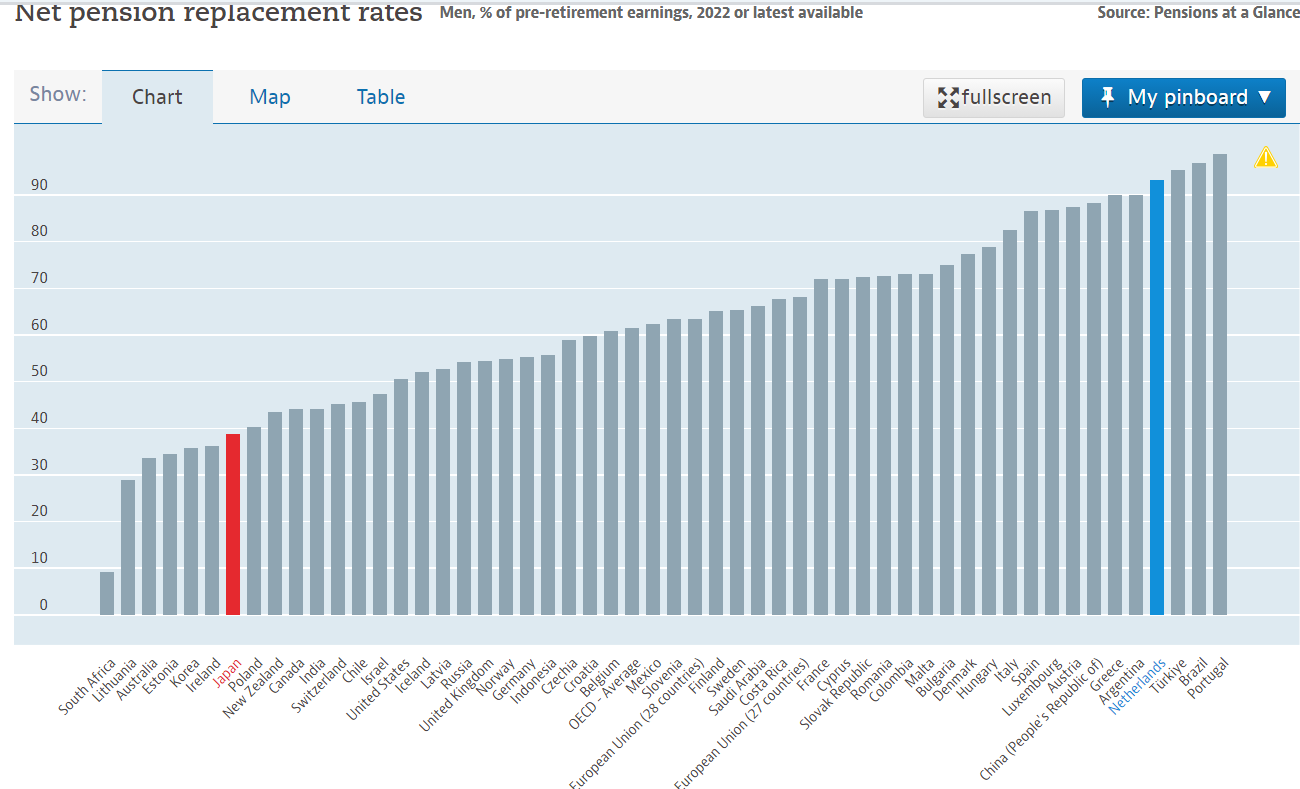 Net pension replacement rates Men, % of pre-retirement earnings, 2022 or latest available Source: Pensions at a Glance
Show: Chart Map Table fullscreen My pinboard ▼
90
80
70
60
50
40
30
20
10
0
South Africa
Lithuania
Australia
Estonia
Korea
Ireland
Japan
Poland
New Zealand
Canada
India
Switzerland
Chile
Israel
United States
Iceland
Latvia
Russia
United Kingdom
Norway
Germany
Indonesia
Czechia
Croatia
Belgium
OECD - Average
Mexico
Slovenia
European Union (28 countries)
Finland
Sweden
Saudi Arabia
Costa Rica
European Union (27 countries)
France
Cyprus
Slovak Republic
Romania
Colombia
Malta
Bulgaria
Denmark
Hungary
Italy
Spain
Luxembourg
Austria
China (People's Republic of)
Greece
Argentina
Netherlands
Türkiye
Brazil
Portugal